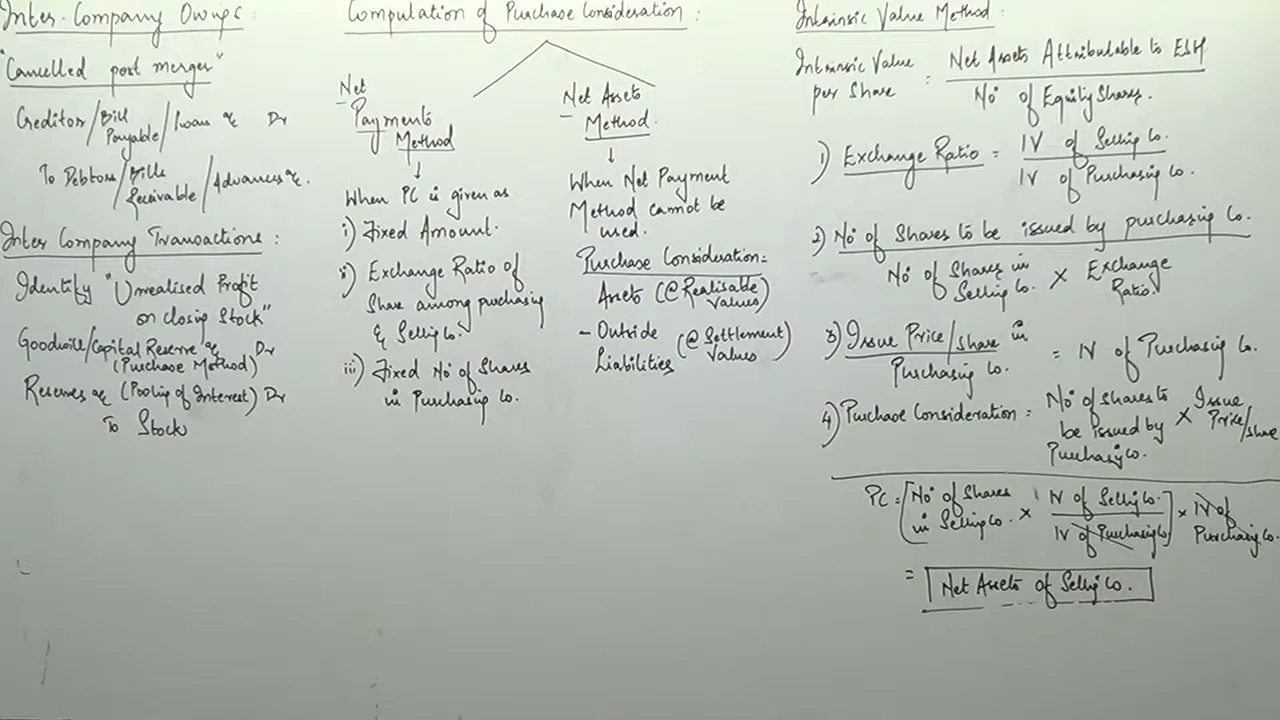 Inter-Company Owings:
"Cancelled post merger"
Creditor/Bill Payable/Loan a/c Dr
To Debtors/Bills Receivable/Advances a/c.
Inter Company Transactions:
Identify "Unrealised Profit
on closing Stock"
Goodwill/Capital Reserve a/c Dr
(Purchase Method)
Reserves a/c (Pooling of Interest) Dr
To Stock
Computation of Purchase Consideration:
Net
Payments
Method
When PC is given as
i) Fixed Amount.
ii) Exchange Ratio of
Share among purchasing
& Selling Co.
iii) Fixed No of Shares
in Purchasing Co.
Net Assets
Method.
When Net Payment
Method cannot be
used.
Purchase Consideration=
Assets (@Realisable Values)
- Outside Liabilities (@Settlement Values)
Intrinsic Value Method:
Intrinsic Value per Share = Net Assets Attributable to ESH
No of Equity Shares.
1) Exchange Ratio = IV of Selling Co.
IV of Purchasing Co.
2) No of Shares to be issued by purchasing Co.
No of Shares in Selling Co. × Exchange Ratio.
3) Issue Price/share in Purchasing Co. = IV of Purchasing Co.
4) Purchase Consideration = No of shares to be issued by Purchasing Co. × Issue Price/share
PC = [No of Shares in Selling Co. × IV of Selling Co.
IV of Purchasing Co] × IV of Purchasing Co.
= Net Assets of Selling Co.